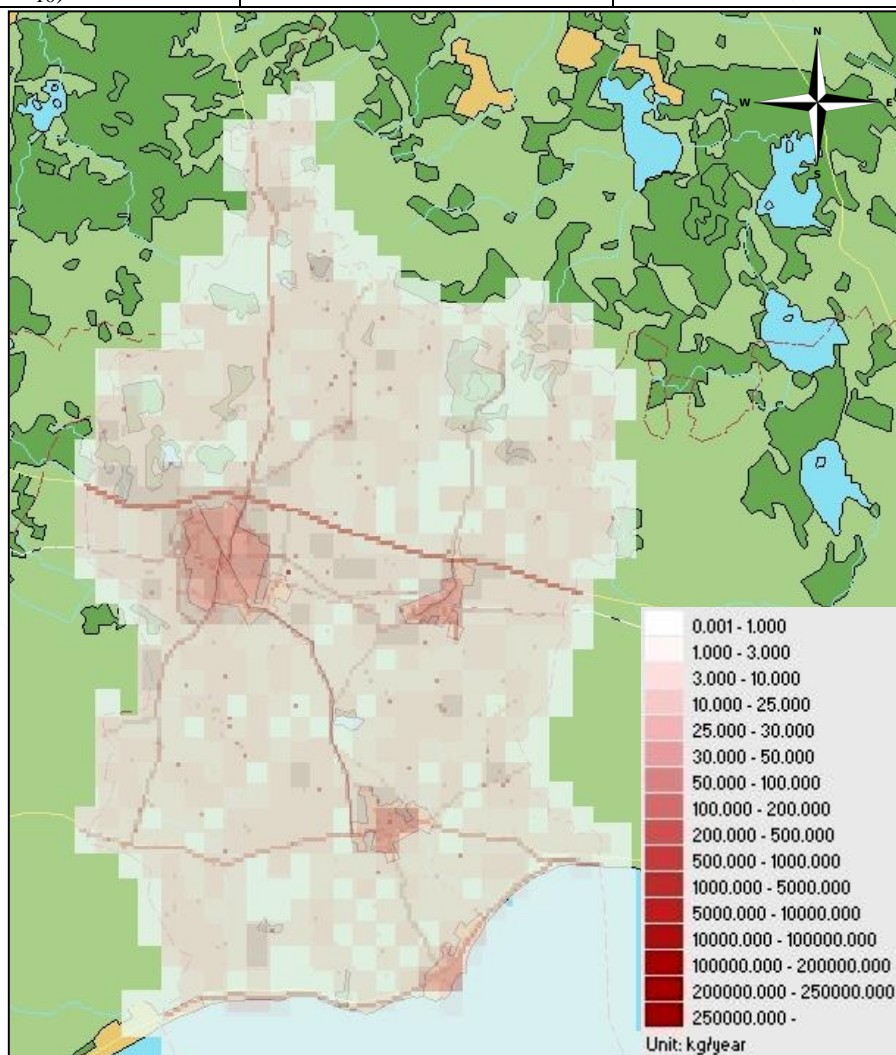 N
W
S
0.001 - 1.000
1.000 - 3.000
3.000 - 10.000
10.000 - 25.000
25.000 - 30.000
30.000 - 50.000
50.000 - 100.000
100.000 - 200.000
200.000 - 500.000
500.000 - 1000.000
1000.000 - 5000.000
5000.000 - 10000.000
10000.000 - 100000.000
100000.000 - 200000.000
200000.000 - 250000.000
250000.000 -
Unit: kg/year